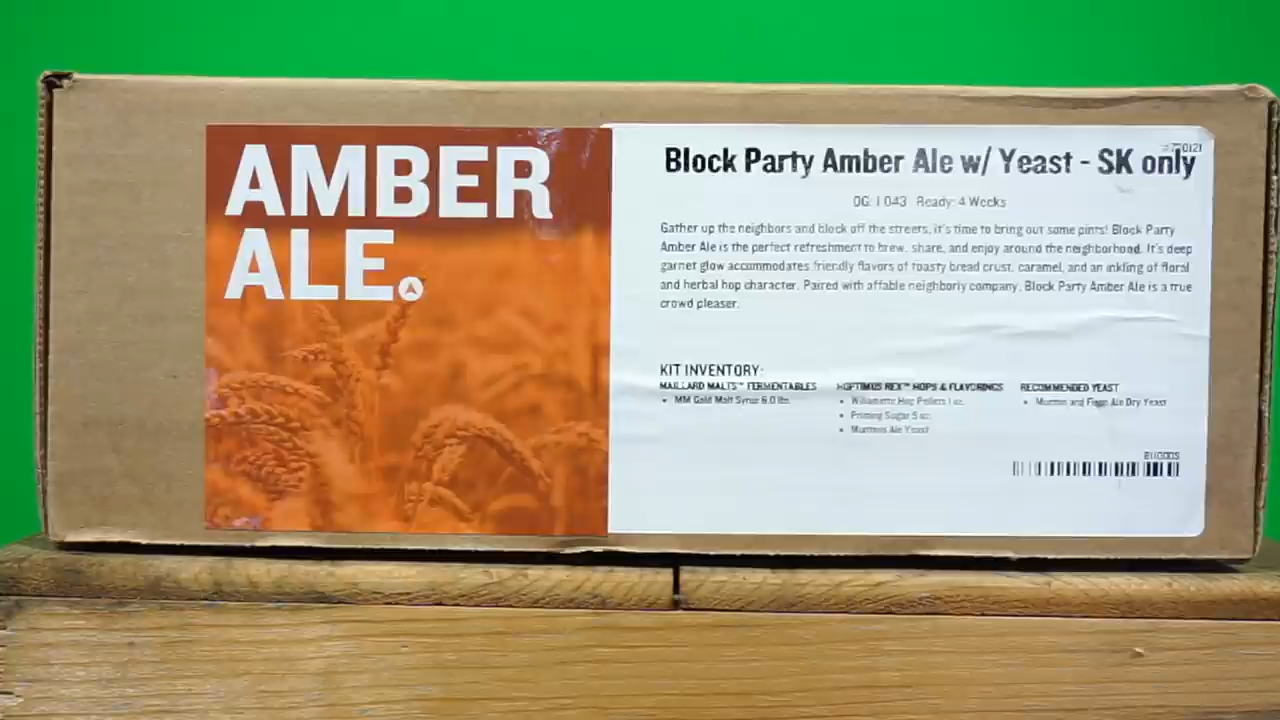 AMBER
ALE.
#770121
Block Party Amber Ale w/ Yeast - SK only
OG: 1.043 Ready: 4 Weeks
Gather up the neighbors and block off the streets, it's time to bring out some pints! Block Party
Amber Ale is the perfect refreshment to brew, share, and enjoy around the neighborhood. It's deep
garnet glow accommodates friendly flavors of toasty bread crust, caramel, and an inkling of floral
and herbal hop character. Paired with affable neighborly company, Block Party Amber Ale is a true
crowd pleaser.
KIT INVENTORY:
MAILLARD MALTS™ FERMENTABLES
• MM Gold Malt Syrup 6.0 lbs.
HOPTIMUS REX™ HOPS & FLAVORINGS
• Willamette Hop Pellets 1 oz.
• Priming Sugar 5 oz.
• Muntons Ale Yeast
RECOMMENDED YEAST
• Munton and Fison Ale Dry Yeast